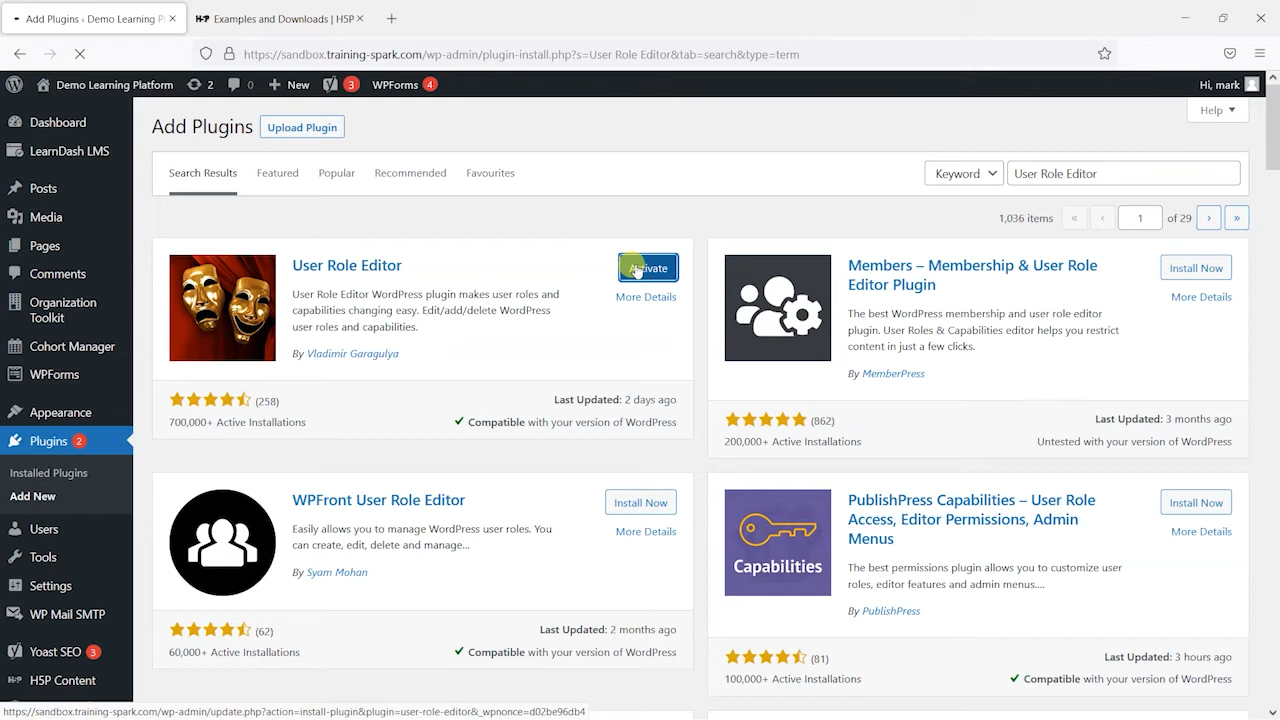 Add Plugins ‹ Demo Learning Pl
H5P Examples and Downloads | H5P
https://sandbox.training-spark.com/wp-admin/plugin-install.php?s=User Role Editor&tab=search&type=term
Demo Learning Platform 2 0 New 3 WPForms 4 Hi, mark
Help
Dashboard
LearnDash LMS
Posts
Media
Pages
Comments
Organization
Toolkit
Cohort Manager
WPForms
Appearance
Plugins 2
Installed Plugins
Add New
Users
Tools
Settings
WP Mail SMTP
Yoast SEO 3
H5P H5P Content
Add Plugins Upload Plugin
Search Results Featured Popular Recommended Favourites Keyword User Role Editor
1,036 items « ‹ 1 of 29 › »
User Role Editor
Activate
More Details
User Role Editor WordPress plugin makes user roles and
capabilities changing easy. Edit/add/delete WordPress
user roles and capabilities.
By Vladimir Garagulya
(258) Last Updated: 2 days ago
700,000+ Active Installations Compatible with your version of WordPress
Members – Membership & User Role
Editor Plugin
Install Now
More Details
The best WordPress membership and user role editor
plugin. User Roles & Capabilities editor helps you restrict
content in just a few clicks.
By MemberPress
(862) Last Updated: 3 months ago
200,000+ Active Installations Untested with your version of WordPress
WPFront User Role Editor
Install Now
More Details
Easily allows you to manage WordPress user roles. You
can create, edit, delete and manage...
By Syam Mohan
(62) Last Updated: 2 months ago
60,000+ Active Installations Compatible with your version of WordPress
Capabilities
PublishPress Capabilities – User Role
Access, Editor Permissions, Admin
Menus
Install Now
More Details
The best permissions plugin allows you to customize user
roles, editor features and admin menus....
By PublishPress
(81) Last Updated: 3 hours ago
100,000+ Active Installations Compatible with your version of WordPress
https://sandbox.training-spark.com/wp-admin/update.php?action=install-plugin&plugin=user-role-editor&_wpnonce=d02be96db4